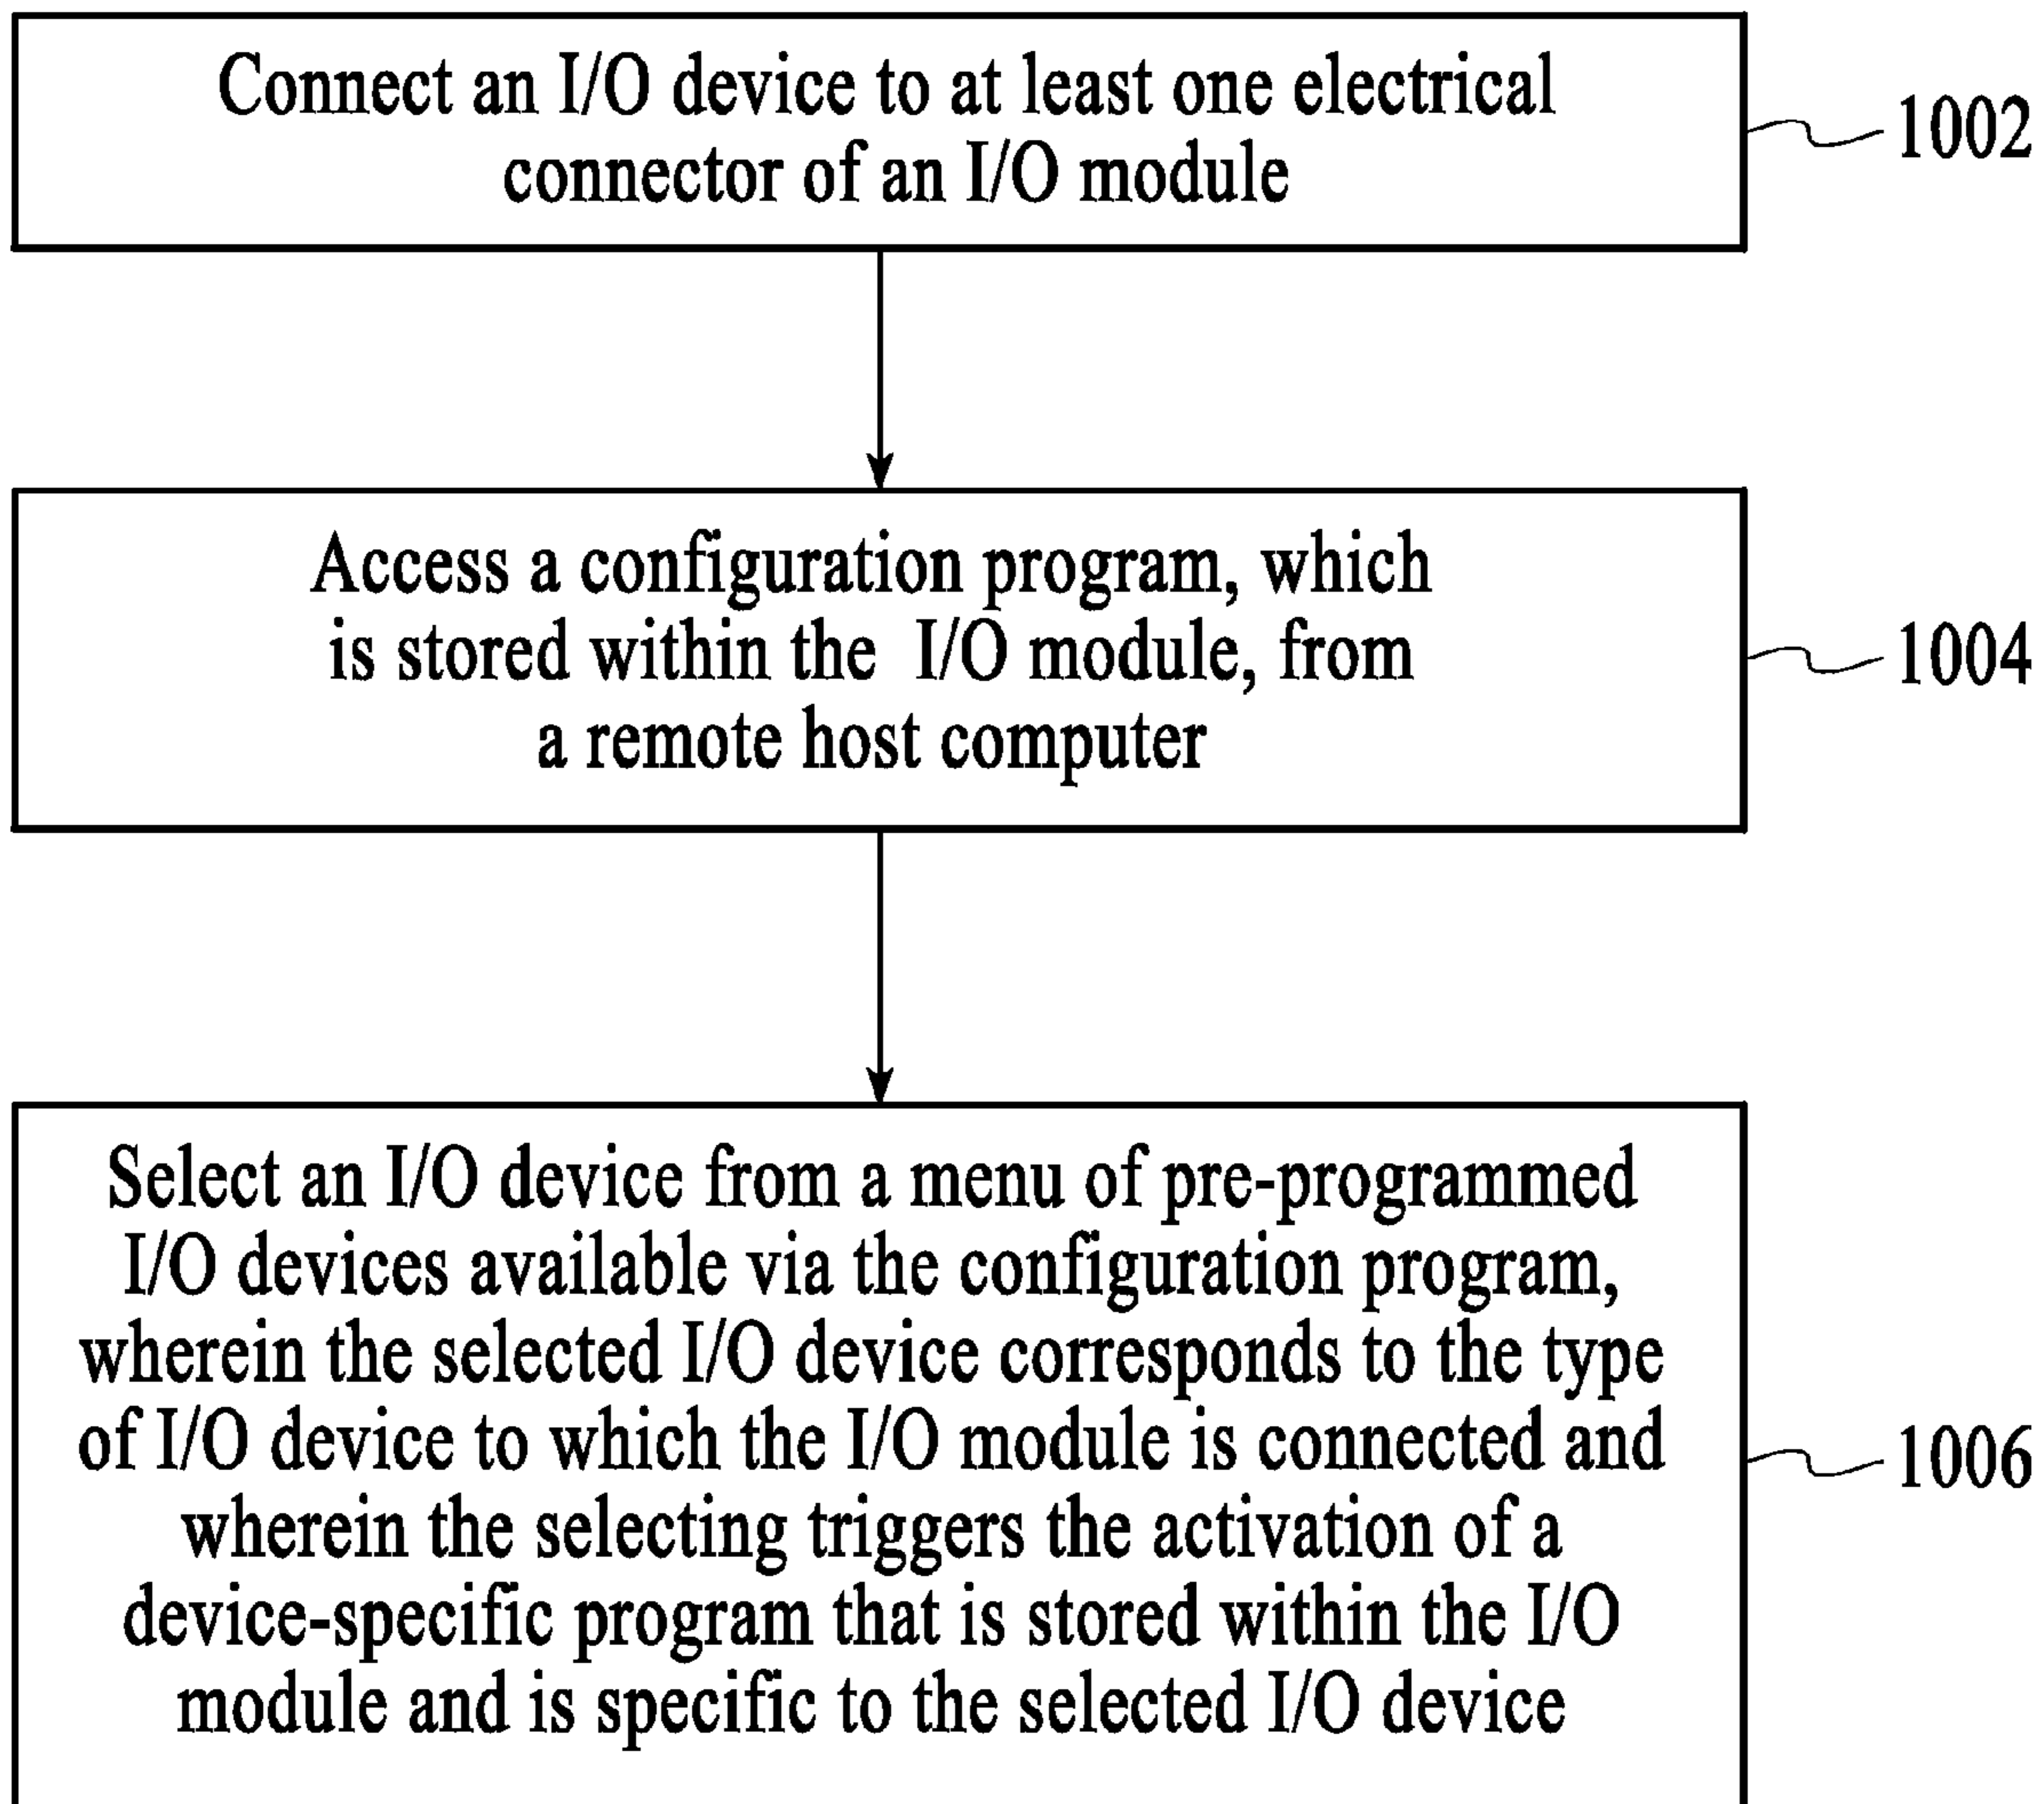 Connect an I/O device to at least one electrical
connector of an I/O module
1002
Access a configuration program, which
is stored within the I/O module, from
a remote host computer
1004
Select an I/O device from a menu of pre-programmed
I/O devices available via the configuration program,
wherein the selected I/O device corresponds to the type
of I/O device to which the I/O module is connected and
wherein the selecting triggers the activation of a
device-specific program that is stored within the I/O
module and is specific to the selected I/O device
1006